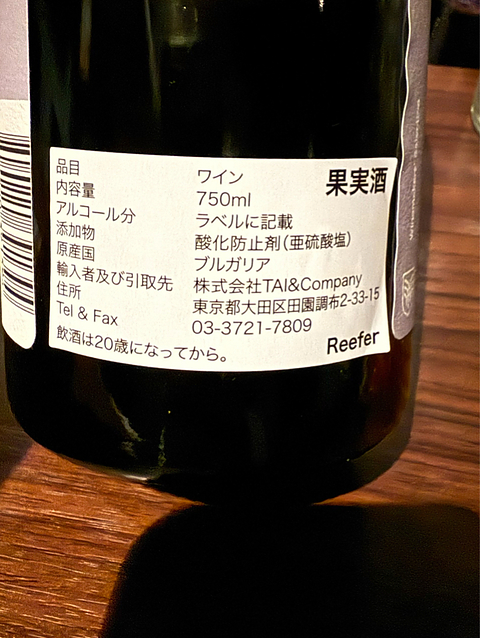 果実酒
品目 ワイン
内容量 750ml
アルコール分 ラベルに記載
添加物 酸化防止剤(亜硫酸塩)
原産国 ブルガリア
輸入者及び引取先 株式会社TAI&Company
住所 東京都大田区田園調布2-33-15
Tel & Fax 03-3721-7809
飲酒は20歳になってから。 Reefer